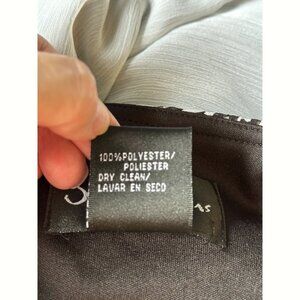 100%POLYESTER/
POLIESTER
DRY CLEAN/
LAVAR EN SECO